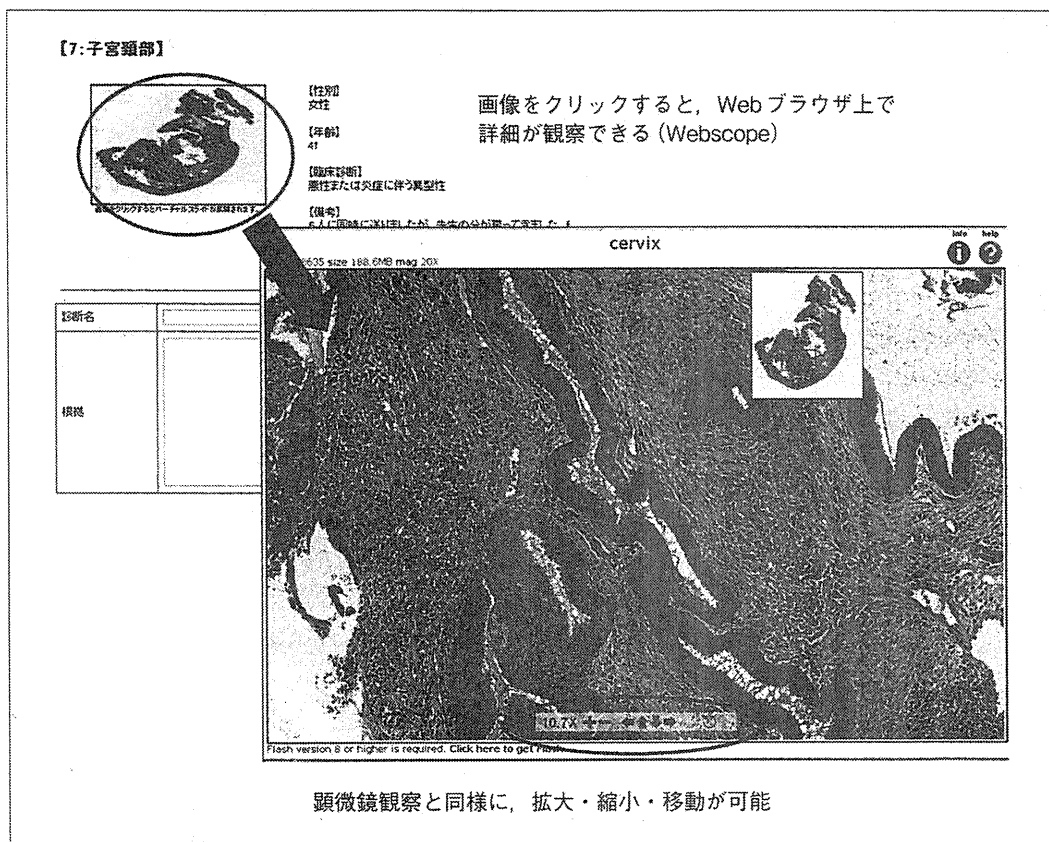 【7:子宮頸部】
【性別】
女性
【年齢】
41
【臨床診断】
悪性または炎症に伴う異型性
【備考】
画像をクリックすると，Webブラウザ上で
詳細が観察できる（Webscope）
cervix
info
help
635 size 188.6MB mag 20X
診断名
根拠
10.7X
Flash version 8 or higher is required. Click here to get Flash
顕微鏡観察と同様に，拡大・縮小・移動が可能